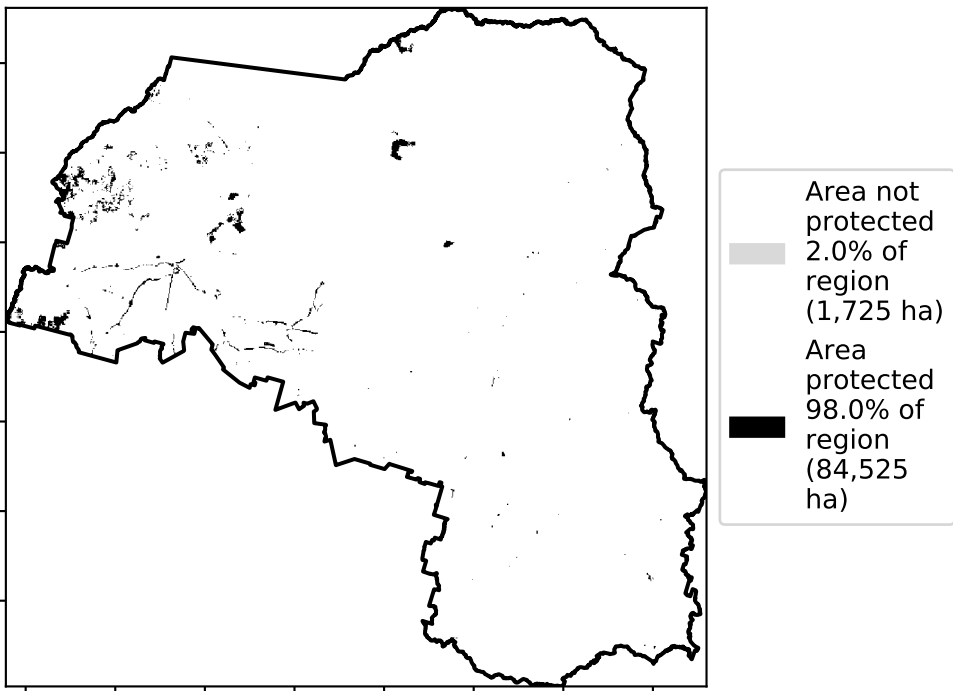 Area not
protected
2.0% of
region
(1,725 ha)
Area
protected
98.0% of
region
(84,525
ha)